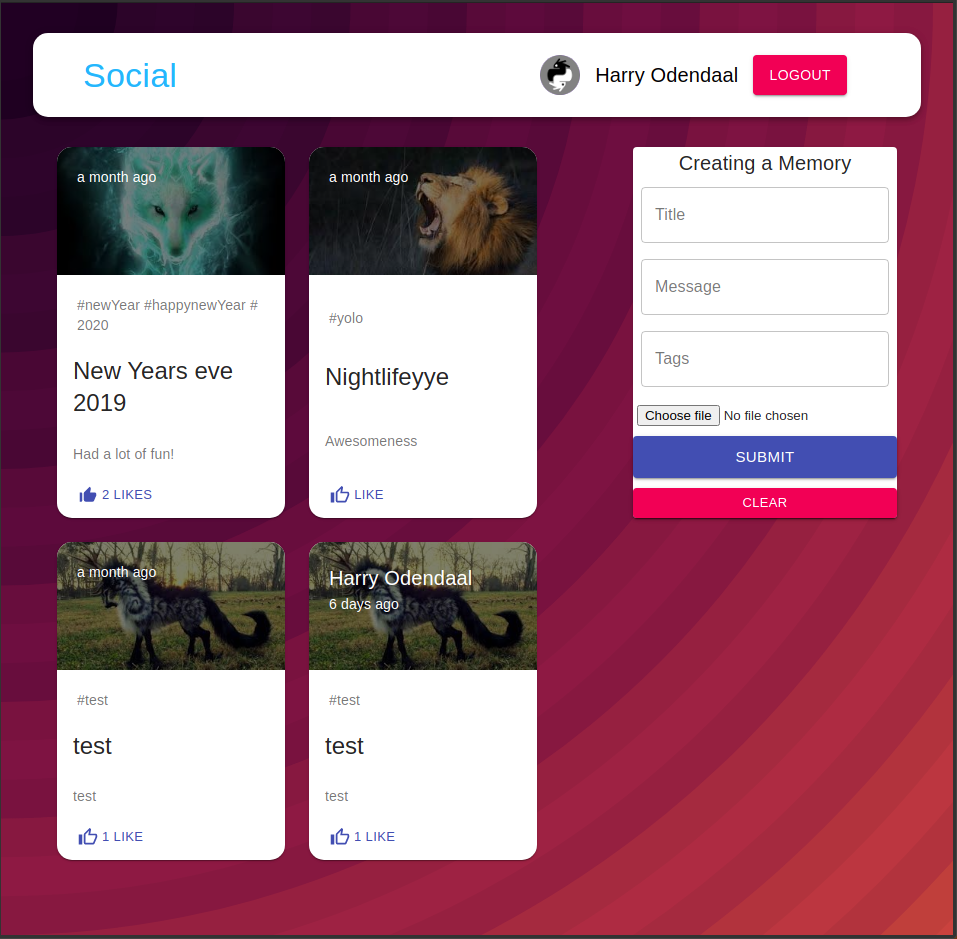 Social
Harry Odendaal
LOGOUT
a month ago
#newYear #happynewYear #
2020
New Years eve
2019
Had a lot of fun!
2 LIKES
a month ago
#yolo
Nightlifeyye
Awesomeness
LIKE
Creating a Memory
Title
Message
Tags
Choose file No file chosen
SUBMIT
CLEAR
a month ago
#test
test
test
1 LIKE
Harry Odendaal
6 days ago
#test
test
test
1 LIKE